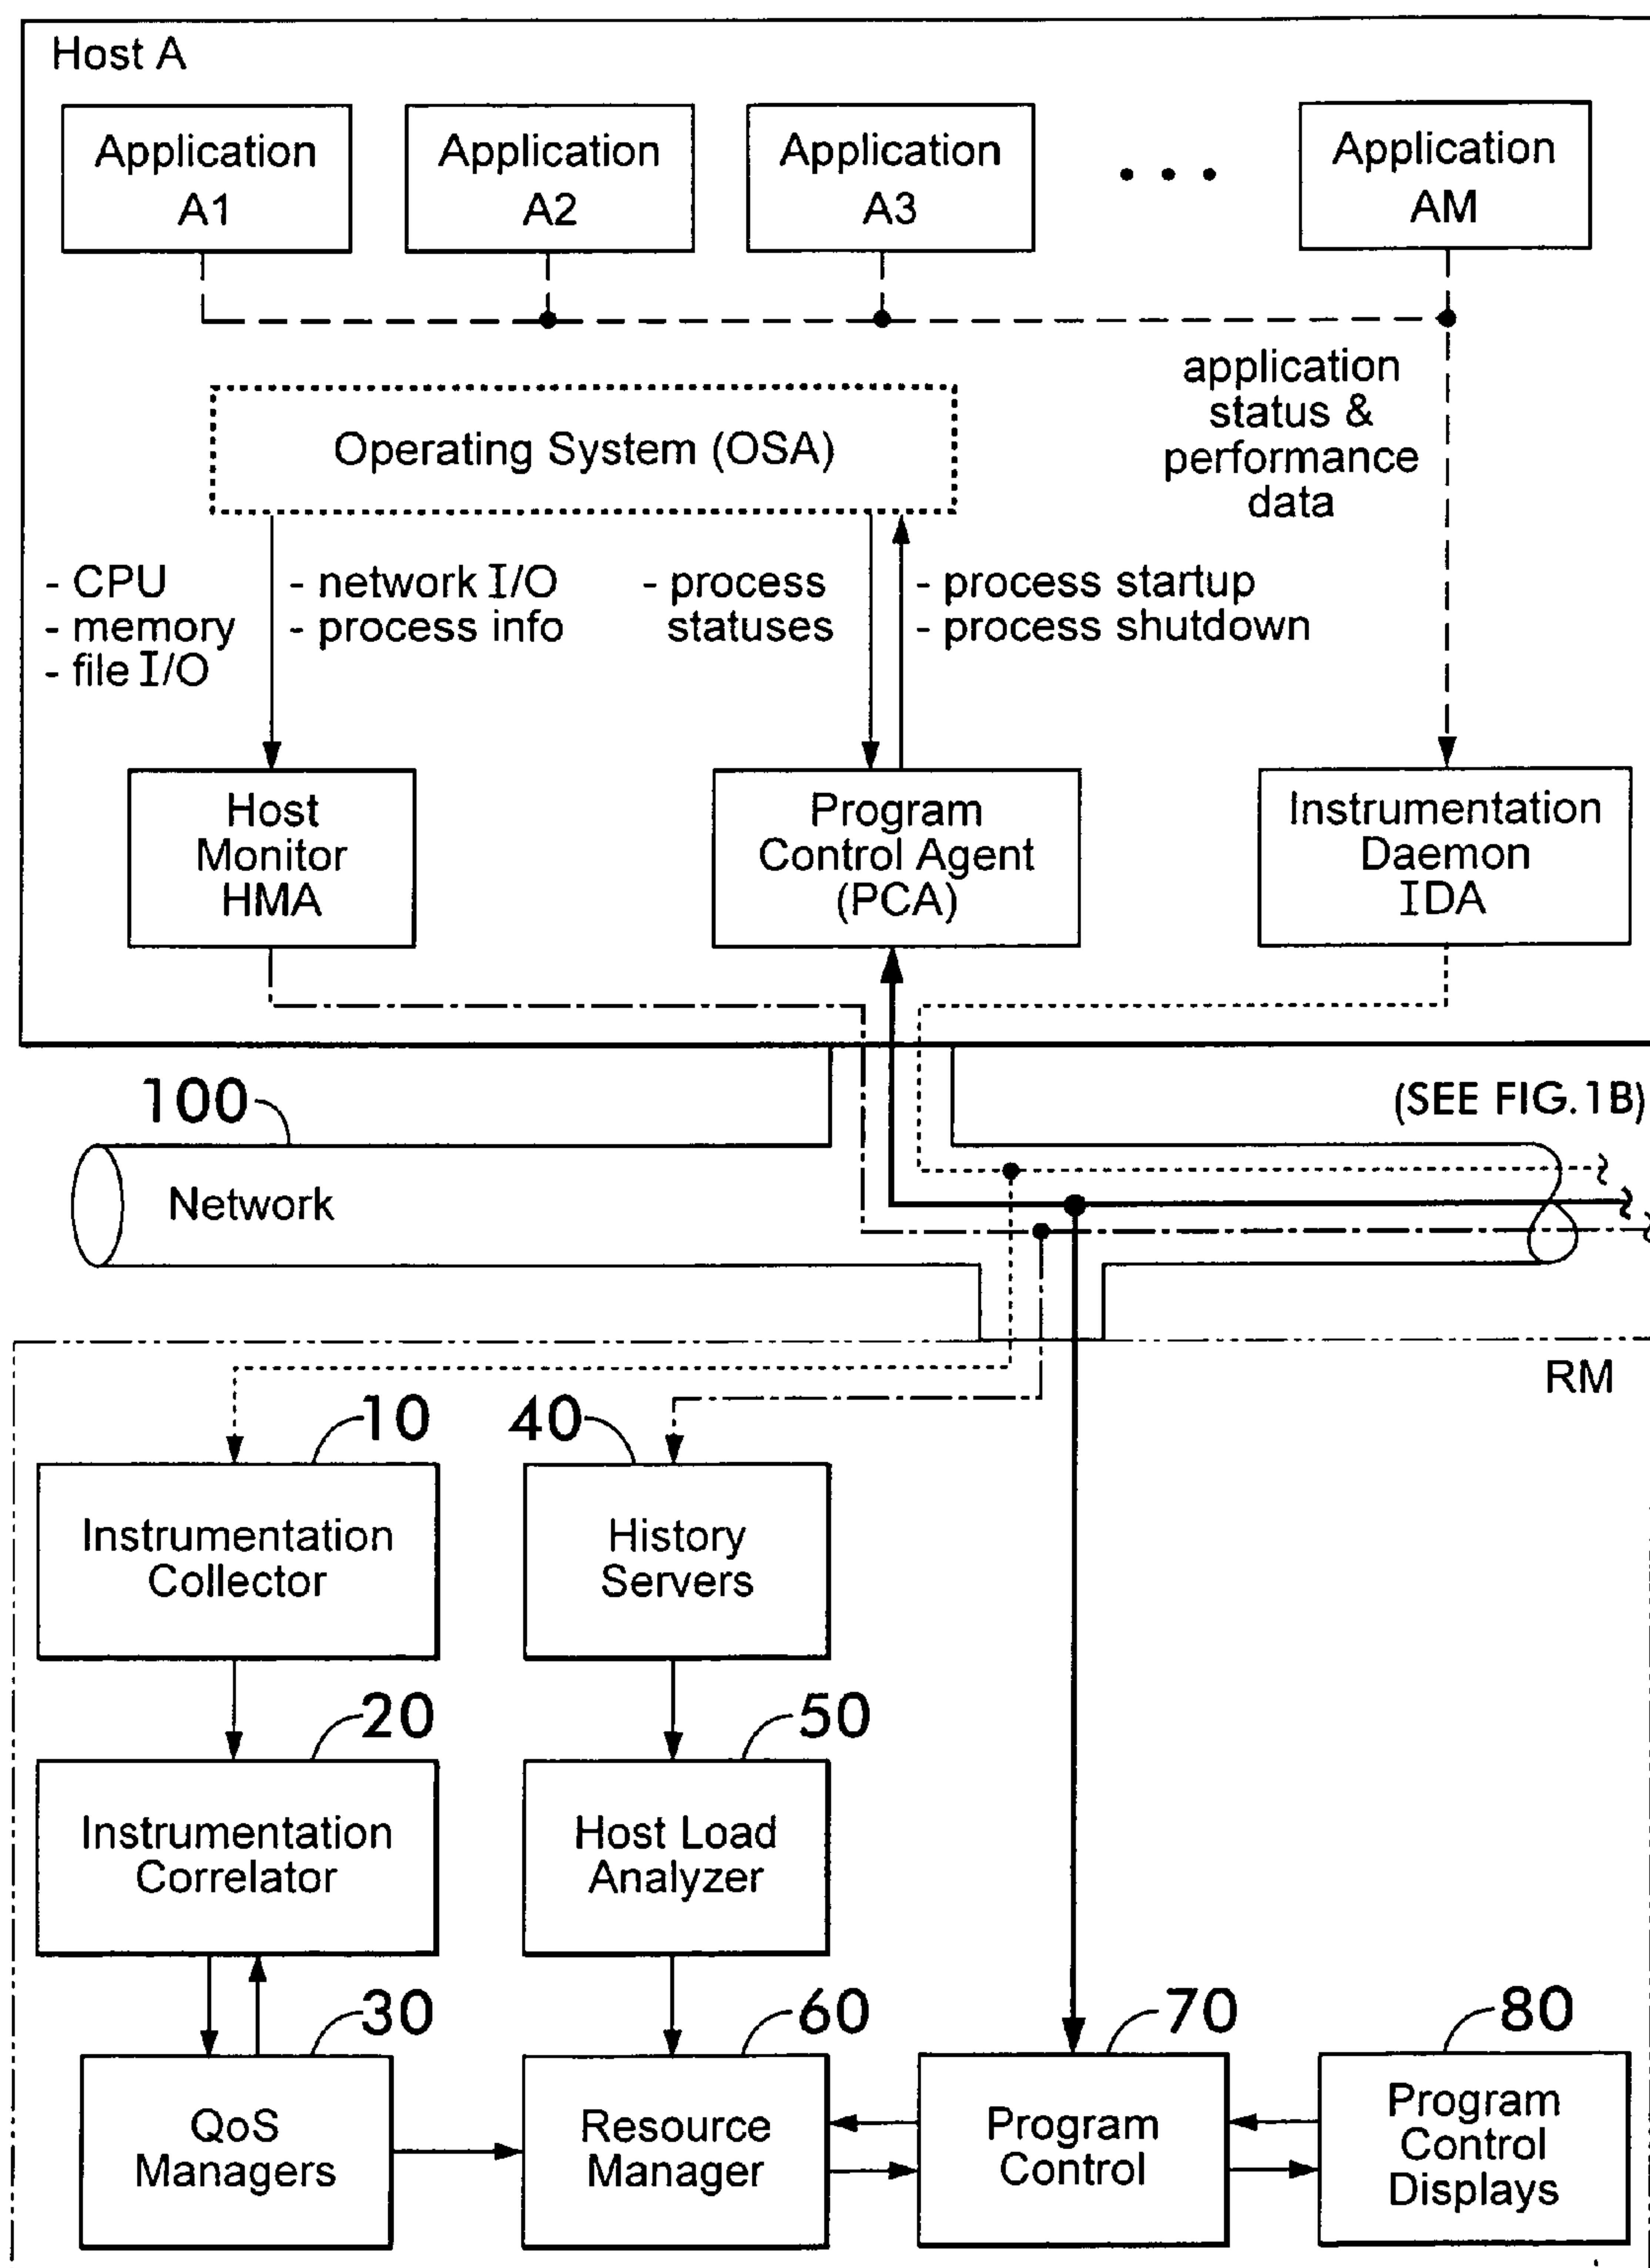 Host A
Application
A1
Application
A2
Application
A3
• • •
Application
AM
application
status &
performance
data
Operating System (OSA)
- CPU
- memory
- file I/O
- network I/O
- process info
- process
statuses
- process startup
- process shutdown
Host
Monitor
HMA
Program
Control Agent
(PCA)
Instrumentation
Daemon
IDA
100
(SEE FIG.1B)
Network
RM
10
40
Instrumentation
Collector
History
Servers
20
50
Instrumentation
Correlator
Host Load
Analyzer
30
60
70
80
QoS
Managers
Resource
Manager
Program
Control
Program
Control
Displays